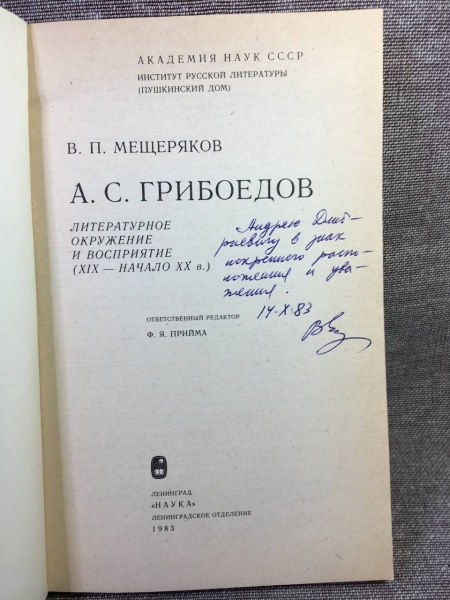 АКАДЕМИЯ НАУК СССР
ИНСТИТУТ РУССКОЙ ЛИТЕРАТУРЫ
(ПУШКИНСКИЙ ДОМ)
В. П. МЕЩЕРЯКОВ
А. С. ГРИБОЕДОВ
ЛИТЕРАТУРНОЕ
ОКРУЖЕНИЕ
И ВОСПРИЯТИЕ
(XIX — НАЧАЛО XX в.)
Андрею Дмит-
риевичу в знак
искреннего распо-
ложения и ува-
жения.
14·X·83
ОТВЕТСТВЕННЫЙ РЕДАКТОР
Ф. Я. ПРИЙМА
ЛЕНИНГРАД
«НАУКА»
ЛЕНИНГРАДСКОЕ ОТДЕЛЕНИЕ
1983